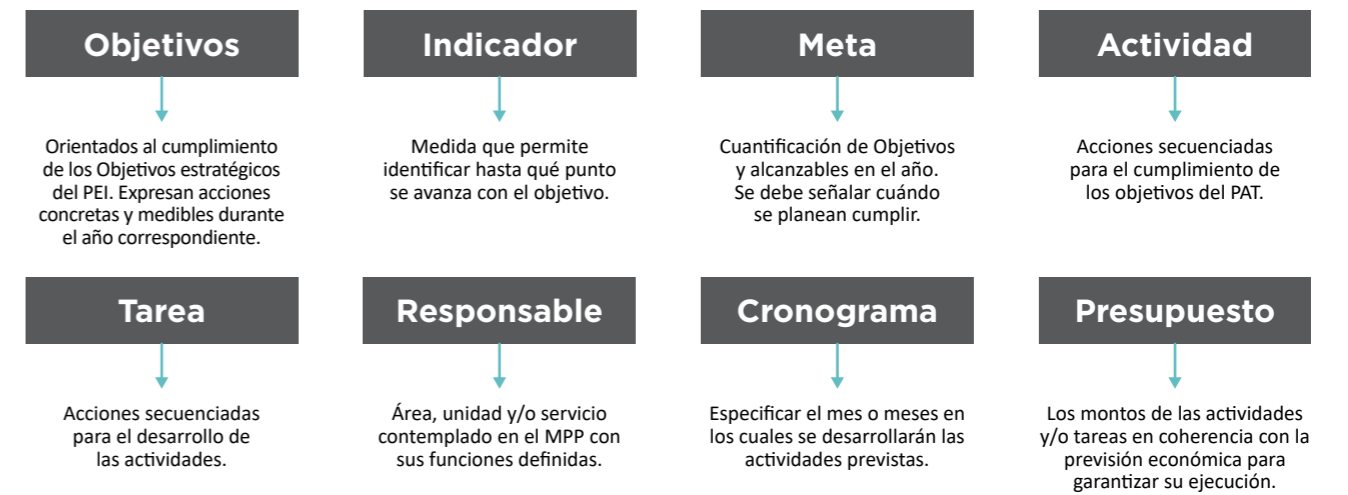 Objetivos
Orientados al cumplimiento
de los Objetivos estratégicos
del PEI. Expresan acciones
concretas y medibles durante
el año correspondiente.
Indicador
Medida que permite
identificar hasta qué punto
se avanza con el objetivo.
Meta
Cuantificación de Objetivos
y alcanzables en el año.
Se debe señalar cuándo
se planean cumplir.
Actividad
Acciones secuenciadas
para el cumplimiento de
los objetivos del PAT.
Tarea
Acciones secuenciadas
para el desarrollo de
las actividades.
Responsable
Área, unidad y/o servicio
contemplado en el MPP con
sus funciones definidas.
Cronograma
Especificar el mes o meses en
los cuales se desarrollarán las
actividades previstas.
Presupuesto
Los montos de las actividades
y/o tareas en coherencia con la
previsión económica para
garantizar su ejecución.